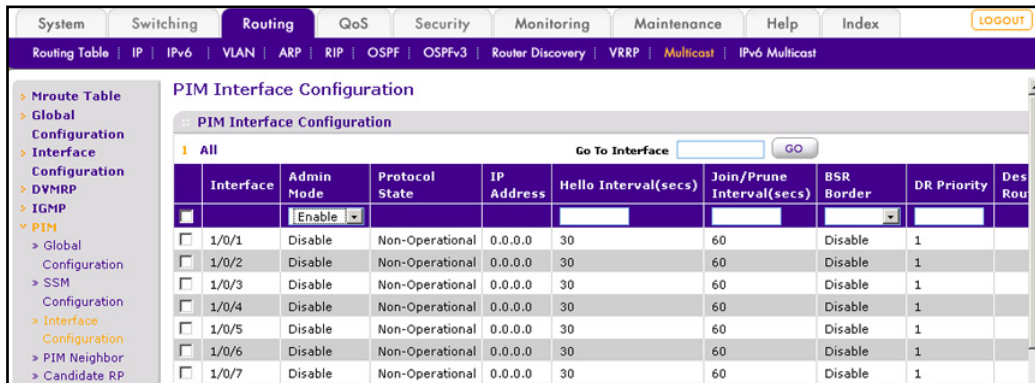 System Switching Routing QoS Security Monitoring Maintenance Help Index LOGOUT
Routing Table | IP | IPv6 | VLAN | ARP | RIP | OSPF | OSPFv3 | Router Discovery | VRRP | Multicast | IPv6 Multicast
Mroute Table
Global
Configuration
Interface
Configuration
DVMRP
IGMP
PIM
Global
Configuration
SSM
Configuration
Interface
Configuration
PIM Neighbor
Candidate RP
PIM Interface Configuration
PIM Interface Configuration
1 All Go To Interface GO
Interface Admin Mode Protocol State IP Address Hello Interval(secs) Join/Prune Interval(secs) BSR Border DR Priority Des Rou
Enable
1/0/1 Disable Non-Operational 0.0.0.0 30 60 Disable 1
1/0/2 Disable Non-Operational 0.0.0.0 30 60 Disable 1
1/0/3 Disable Non-Operational 0.0.0.0 30 60 Disable 1
1/0/4 Disable Non-Operational 0.0.0.0 30 60 Disable 1
1/0/5 Disable Non-Operational 0.0.0.0 30 60 Disable 1
1/0/6 Disable Non-Operational 0.0.0.0 30 60 Disable 1
1/0/7 Disable Non-Operational 0.0.0.0 30 60 Disable 1